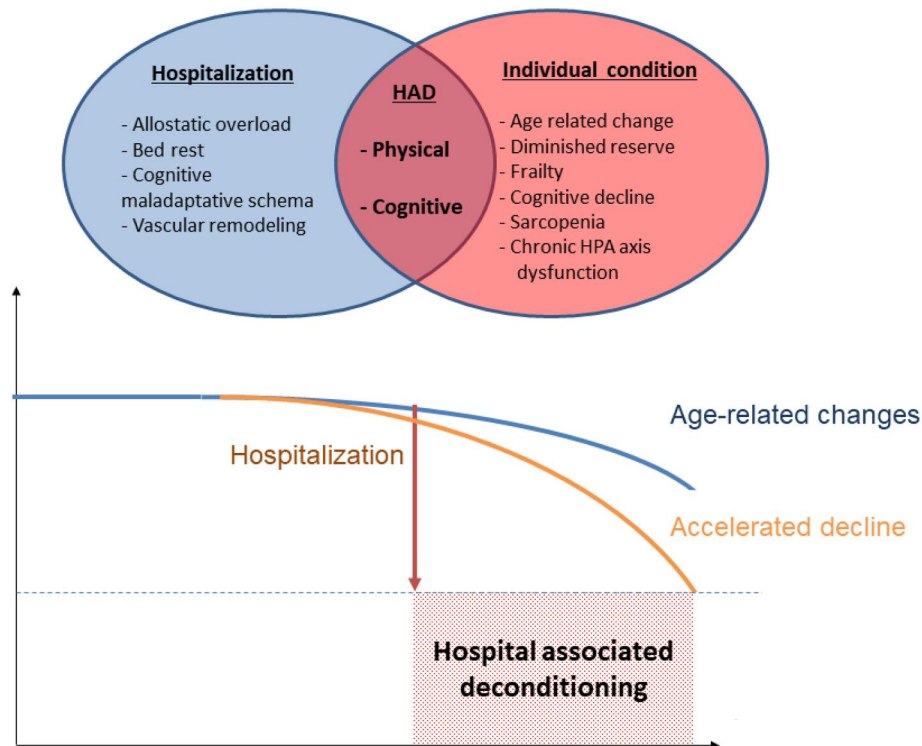 Hospitalization
- Allostatic overload
- Bed rest
- Cognitive
maladaptative schema
- Vascular remodeling
HAD
- Physical
- Cognitive
Individual condition
- Age related change
- Diminished reserve
- Frailty
- Cognitive decline
- Sarcopenia
- Chronic HPA axis
dysfunction
Age-related changes
Hospitalization
Accelerated decline
Hospital associated
deconditioning